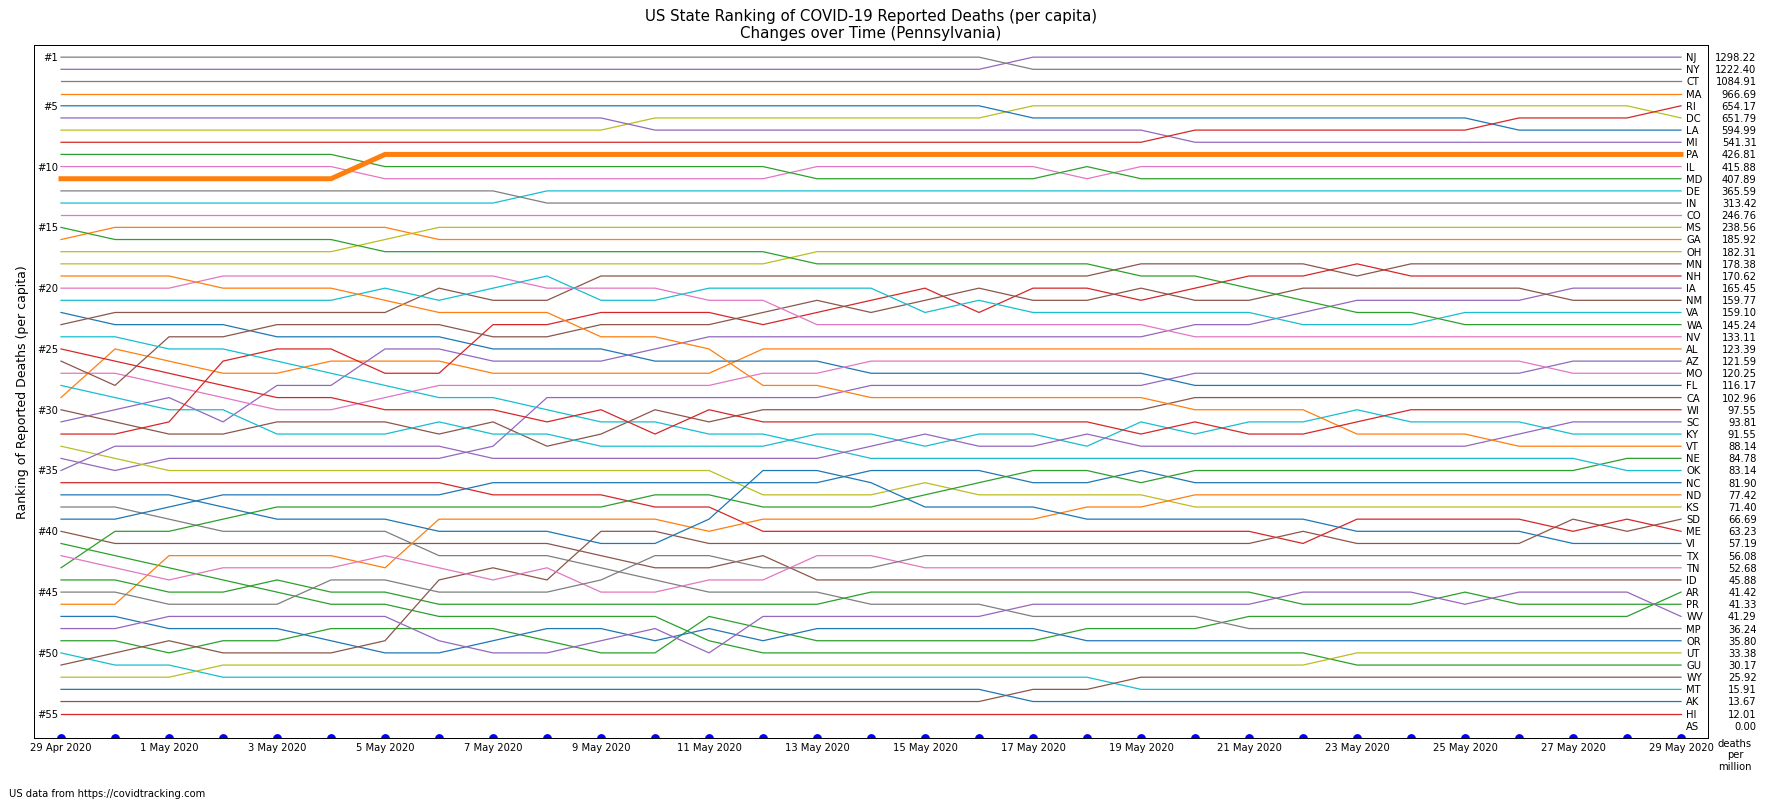 US State Ranking of COVID-19 Reported Deaths (per capita)
Changes over Time (Pennsylvania)
Ranking of Reported Deaths (per capita)
#1
#5
#10
#15
#20
#25
#30
#35
#40
#45
#50
#55
NJ 1298.22
NY 1222.40
CT 1084.91
MA 966.69
RI 654.17
DC 651.79
LA 594.99
MI 541.31
PA 426.81
IL 415.88
MD 407.89
DE 365.59
IN 313.42
CO 246.76
MS 238.56
GA 185.92
OH 182.31
MN 178.38
NH 170.62
IA 165.45
NM 159.77
VA 159.10
WA 145.24
NV 133.11
AL 123.39
AZ 121.59
MO 120.25
FL 116.17
CA 102.96
WI 97.55
SC 93.81
KY 91.55
VT 88.14
NE 84.78
OK 83.14
NC 81.90
ND 77.42
KS 71.40
SD 66.69
ME 63.23
VI 57.19
TX 56.08
TN 52.68
ID 45.88
AR 41.42
PR 41.33
WV 41.29
MP 36.24
OR 35.80
UT 33.38
GU 30.17
WY 25.92
MT 15.91
AK 13.67
HI 12.01
AS 0.00
29 Apr 2020 1 May 2020 3 May 2020 5 May 2020 7 May 2020 9 May 2020 11 May 2020 13 May 2020 15 May 2020 17 May 2020 19 May 2020 21 May 2020 23 May 2020 25 May 2020 27 May 2020 29 May 2020
deaths
per
million
US data from https://covidtracking.com